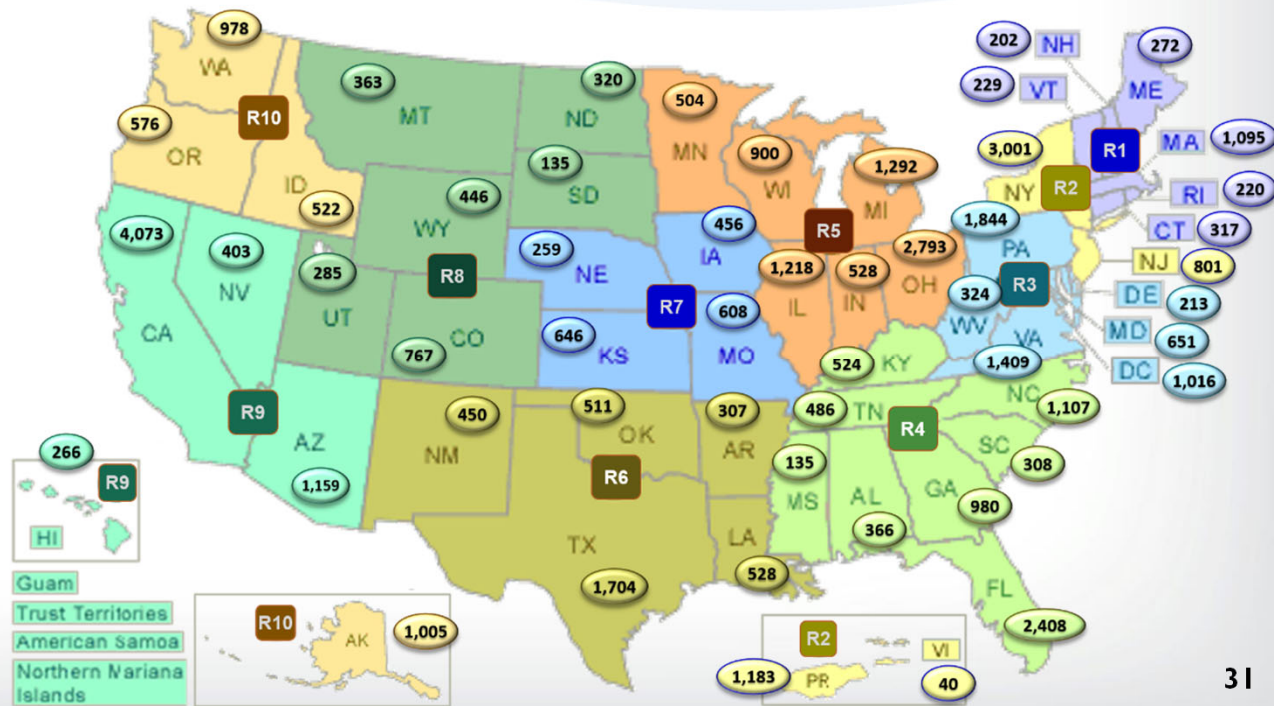 978
WA
R10
576
OR
ID
522
363
MT
320
ND
135
SD
446
WY
R8
285
UT
767
CO
4,073
CA
403
NV
R9
AZ
1,159
504
MN
900
WI
1,292
MI
R5
1,218
IL
528
IN
2,793
OH
456
IA
259
NE
R7
646
KS
608
MO
450
NM
511
OK
R6
307
AR
TX
1,704
LA
528
524
KY
486
TN
R4
NC
1,107
SC
308
135
MS
AL
366
GA
980
FL
2,408
202
NH
272
229
VT
ME
R1
MA
1,095
RI
220
CT
317
3,001
NY
R2
NJ
801
1,844
PA
R3
324
WV
VA
1,409
DE
213
MD
651
DC
1,016
266
R9
HI
Guam
Trust Territories
American Samoa
Northern Mariana
Islands
R10
AK
1,005
R2
VI
1,183
PR
40
31